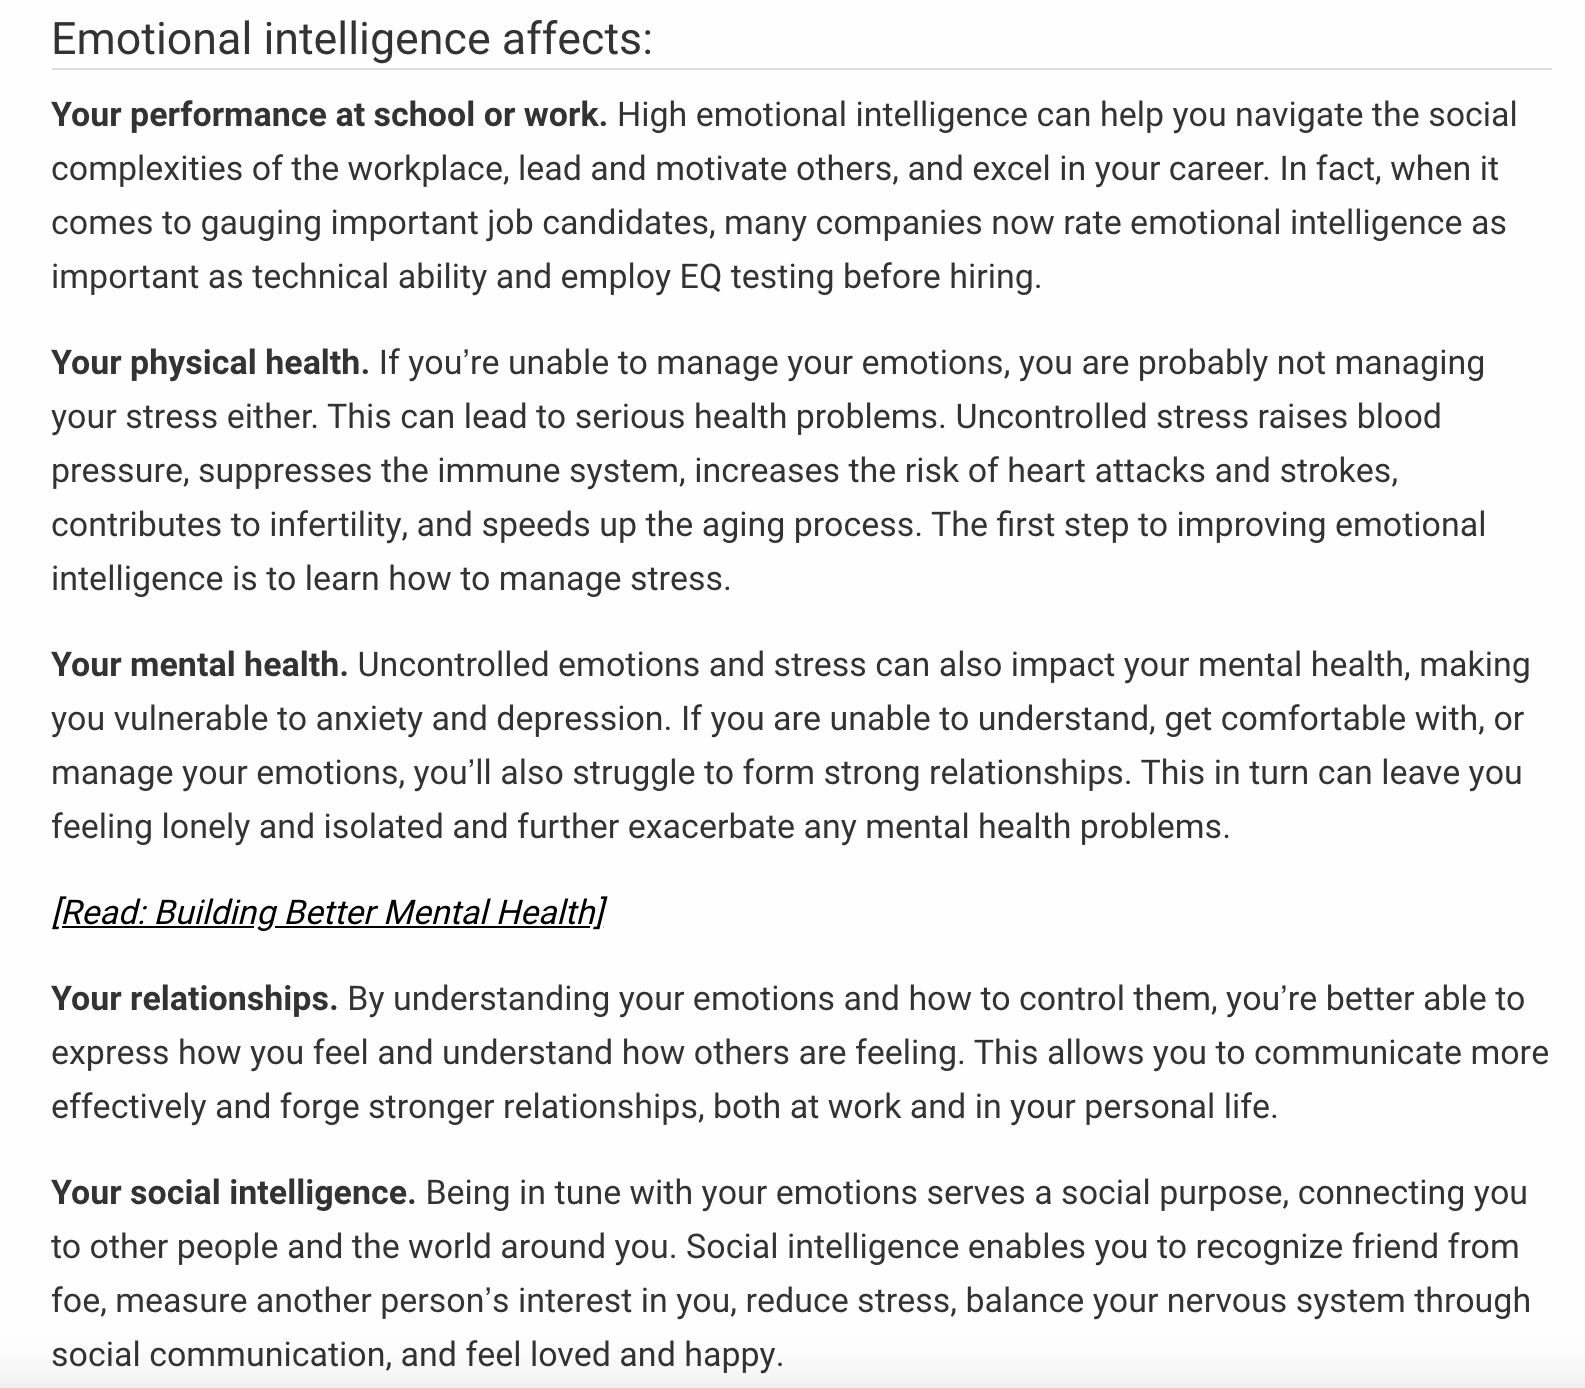 Emotional intelligence affects:
Your performance at school or work. High emotional intelligence can help you navigate the social
complexities of the workplace, lead and motivate others, and excel in your career. In fact, when it
comes to gauging important job candidates, many companies now rate emotional intelligence as
important as technical ability and employ EQ testing before hiring.
Your physical health. If you’re unable to manage your emotions, you are probably not managing
your stress either. This can lead to serious health problems. Uncontrolled stress raises blood
pressure, suppresses the immune system, increases the risk of heart attacks and strokes,
contributes to infertility, and speeds up the aging process. The first step to improving emotional
intelligence is to learn how to manage stress.
Your mental health. Uncontrolled emotions and stress can also impact your mental health, making
you vulnerable to anxiety and depression. If you are unable to understand, get comfortable with, or
manage your emotions, you’ll also struggle to form strong relationships. This in turn can leave you
feeling lonely and isolated and further exacerbate any mental health problems.
[Read: Building Better Mental Health]
Your relationships. By understanding your emotions and how to control them, you’re better able to
express how you feel and understand how others are feeling. This allows you to communicate more
effectively and forge stronger relationships, both at work and in your personal life.
Your social intelligence. Being in tune with your emotions serves a social purpose, connecting you
to other people and the world around you. Social intelligence enables you to recognize friend from
foe, measure another person’s interest in you, reduce stress, balance your nervous system through
social communication, and feel loved and happy.